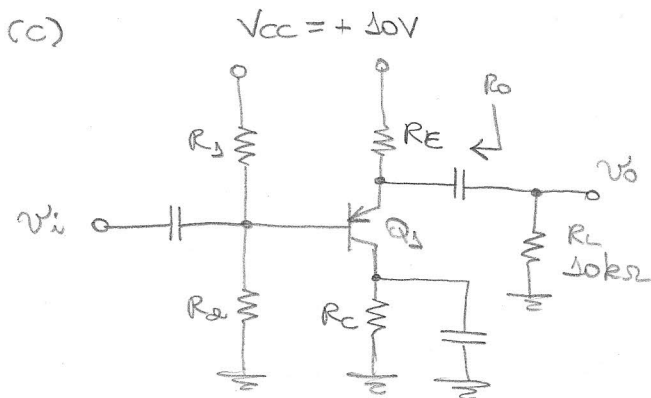 (C) VCC = + 10V
R1
RE
Ro
vo
vi
Q1
RL
10kΩ
R2
RC